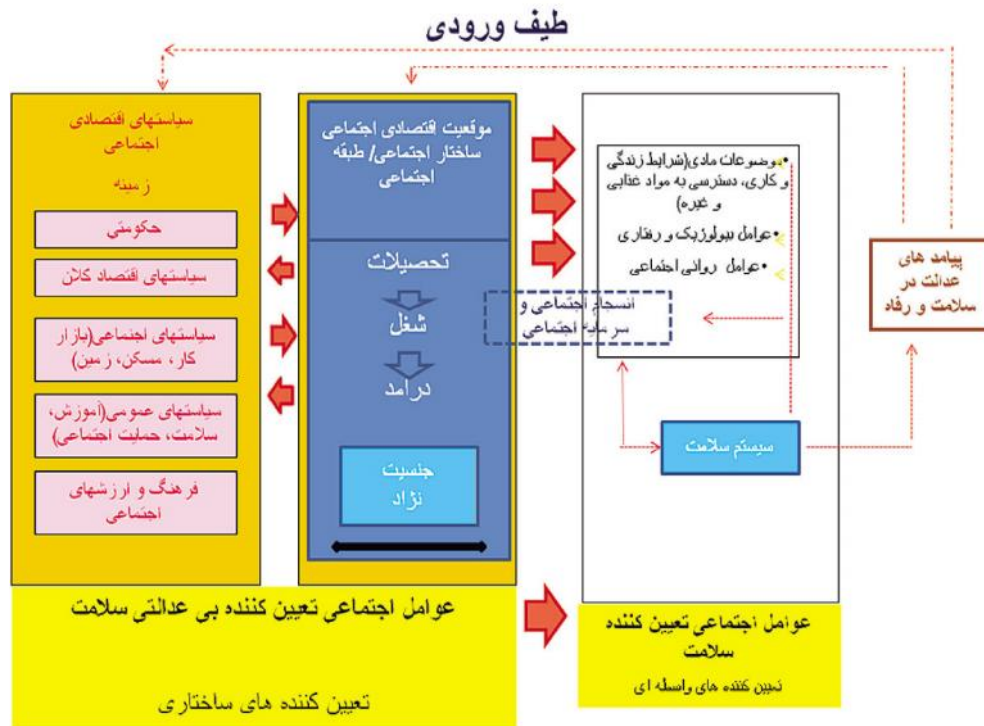 طیف ورودی
سیاستهای اقتصادی
اجتماعی
زمینه
حکومتی
سیاستهای اقتصاد کلان
سیاستهای اجتماعی(بازار
کار، مسکن، زمین)
سیاستهای عمومی(آموزش،
سلامت، حمایت اجتماعی)
فرهنگ و ارزشهای
اجتماعی
موقعیت اقتصادی اجتماعی
ساختار اجتماعی/ طبقه
اجتماعی
تحصیلات
شغل
درامد
جنسیت
نژاد
•موضوعات مادی(شرایط زندگی
و کاری، دسترسی به مواد غذایی
و غیره)
•عوامل بیولوژیک و رفتاری
•عوامل روانی اجتماعی
انسجام اجتماعی و
سرمایه اجتماعی
سیستم سلامت
پیامد های
عدالت در
سلامت و رفاد
عوامل اجتماعی تعیین کننده بی عدالتی سلامت
تعیین کننده های ساختاری
عوامل اجتماعی تعیین کننده
سلامت
تعیین کننده های واسطه ای